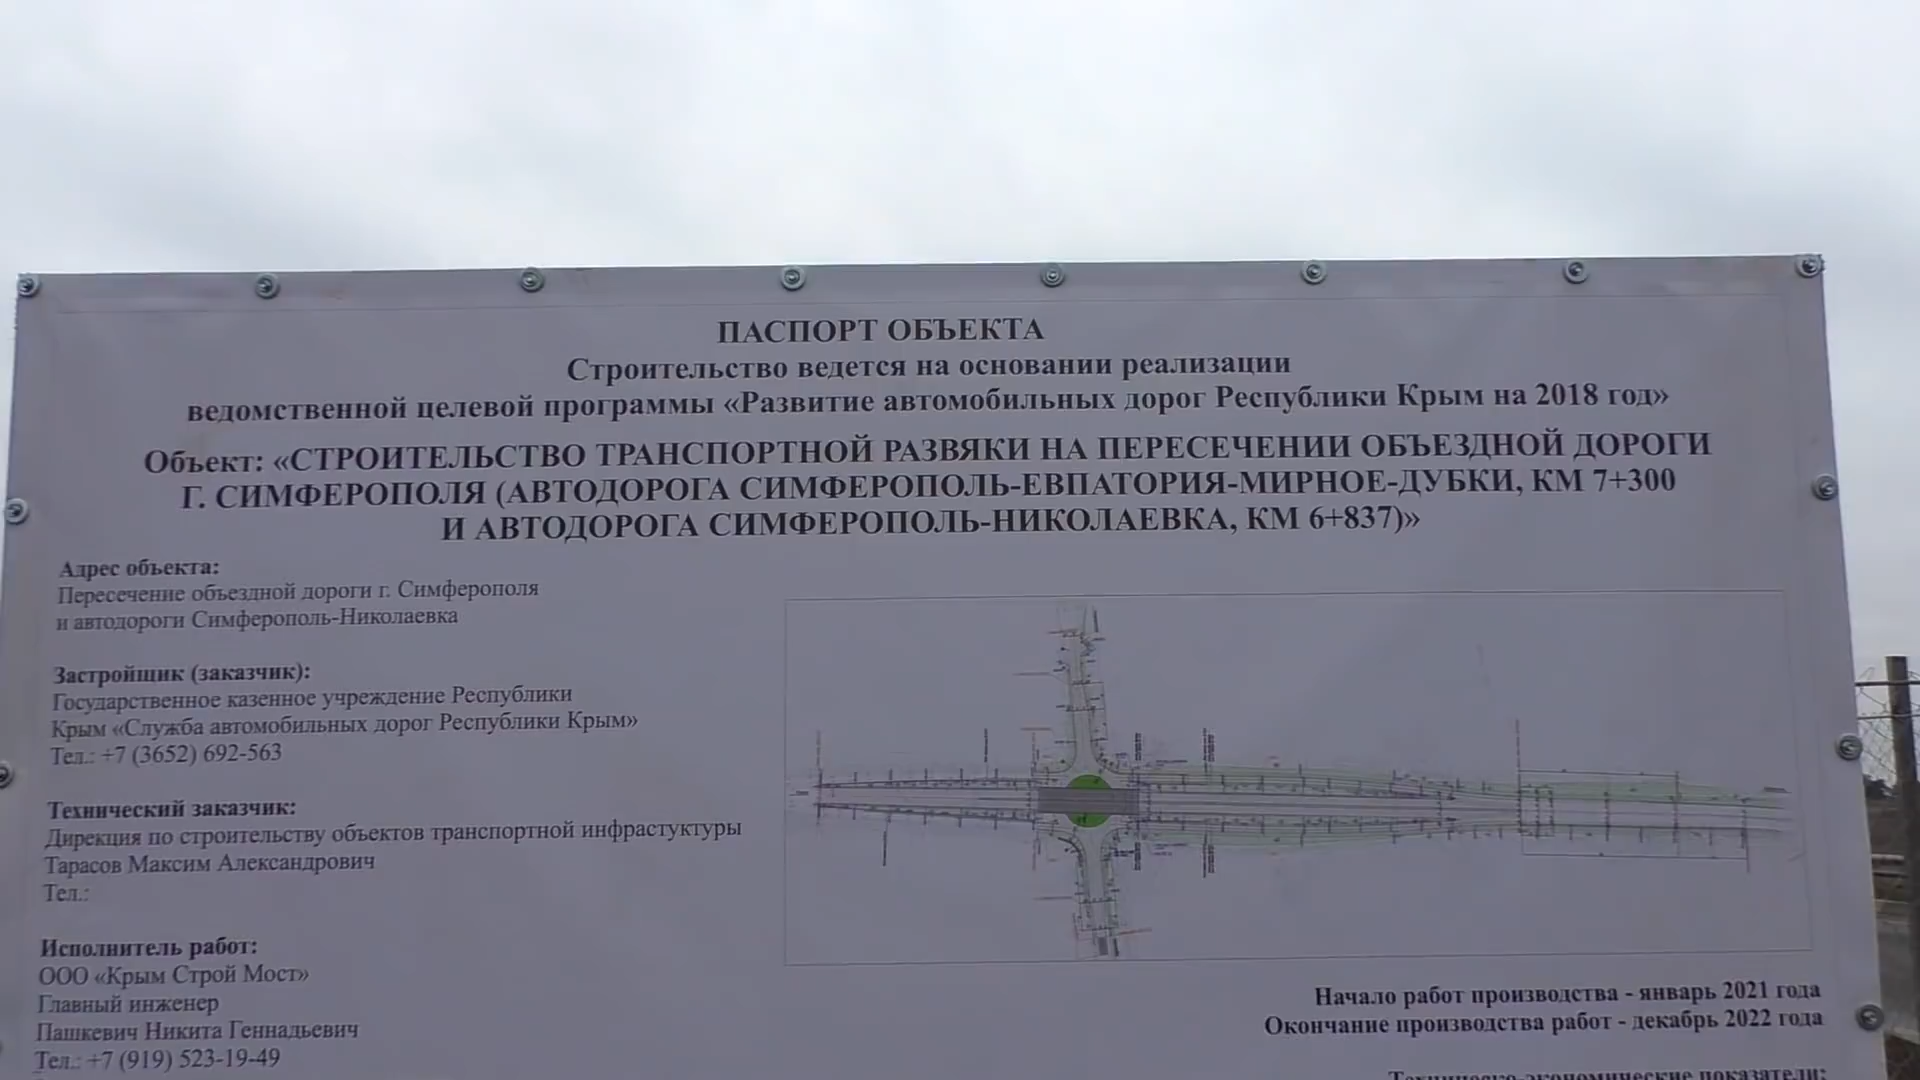 ПАСПОРТ ОБЪЕКТА
Строительство ведется на основании реализации
ведомственной целевой программы «Развитие автомобильных дорог Республики Крым на 2018 год»
Объект: «СТРОИТЕЛЬСТВО ТРАНСПОРТНОЙ РАЗВЯКИ НА ПЕРЕСЕЧЕНИИ ОБЪЕЗДНОЙ ДОРОГИ
Г. СИМФЕРОПОЛЯ (АВТОДОРОГА СИМФЕРОПОЛЬ-ЕВПАТОРИЯ-МИРНОЕ-ДУБКИ, КМ 7+300
И АВТОДОРОГА СИМФЕРОПОЛЬ-НИКОЛАЕВКА, КМ 6+837)»
Адрес объекта:
Пересечение объездной дороги г. Симферополя
и автодороги Симферополь-Николаевка
Застройщик (заказчик):
Государственное казенное учреждение Республики
Крым «Служба автомобильных дорог Республики Крым»
Тел.: +7 (3652) 692-563
Технический заказчик:
Дирекция по строительству объектов транспортной инфрастуктуры
Тарасов Максим Александрович
Тел.:
Исполнитель работ:
ООО «Крым Строй Мост»
Главный инженер
Пашкевич Никита Геннадьевич
Тел.: +7 (919) 523-19-49
Начало работ производства - январь 2021 года
Окончание производства работ - декабрь 2022 года
Технико-экономические показатели: